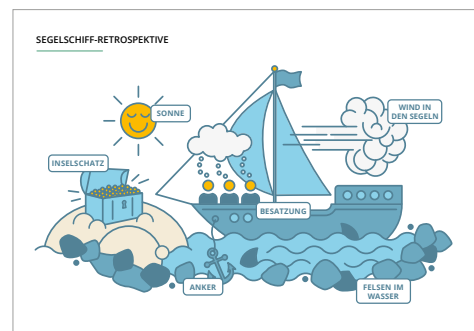 SEGELSCHIFF-RETROSPEKTIVE
SONNE
WIND IN
DEN SEGELN
INSELSCHATZ
BESATZUNG
ANKER
FELSEN IM
WASSER